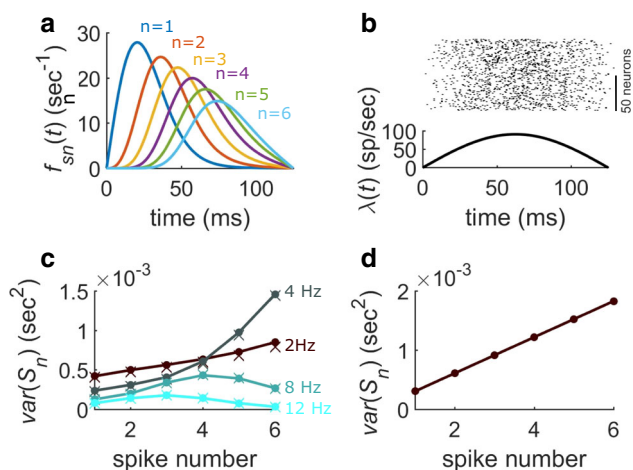 a
n=1
n=2
n=3
n=4
n=5
n=6
f_sn(t) (sec^-1)
n
30
20
10
0
0
50
100
time (ms)
b
50 neurons
λ(t) (sp/sec)
100
50
0
0
50
100
time (ms)
c
×10^-3
var(S_n) (sec^2)
1.5
1
0.5
0
2
4
6
4 Hz
2Hz
8 Hz
12 Hz
spike number
d
×10^-3
var(S_n) (sec^2)
2
1
0
2
4
6
spike number